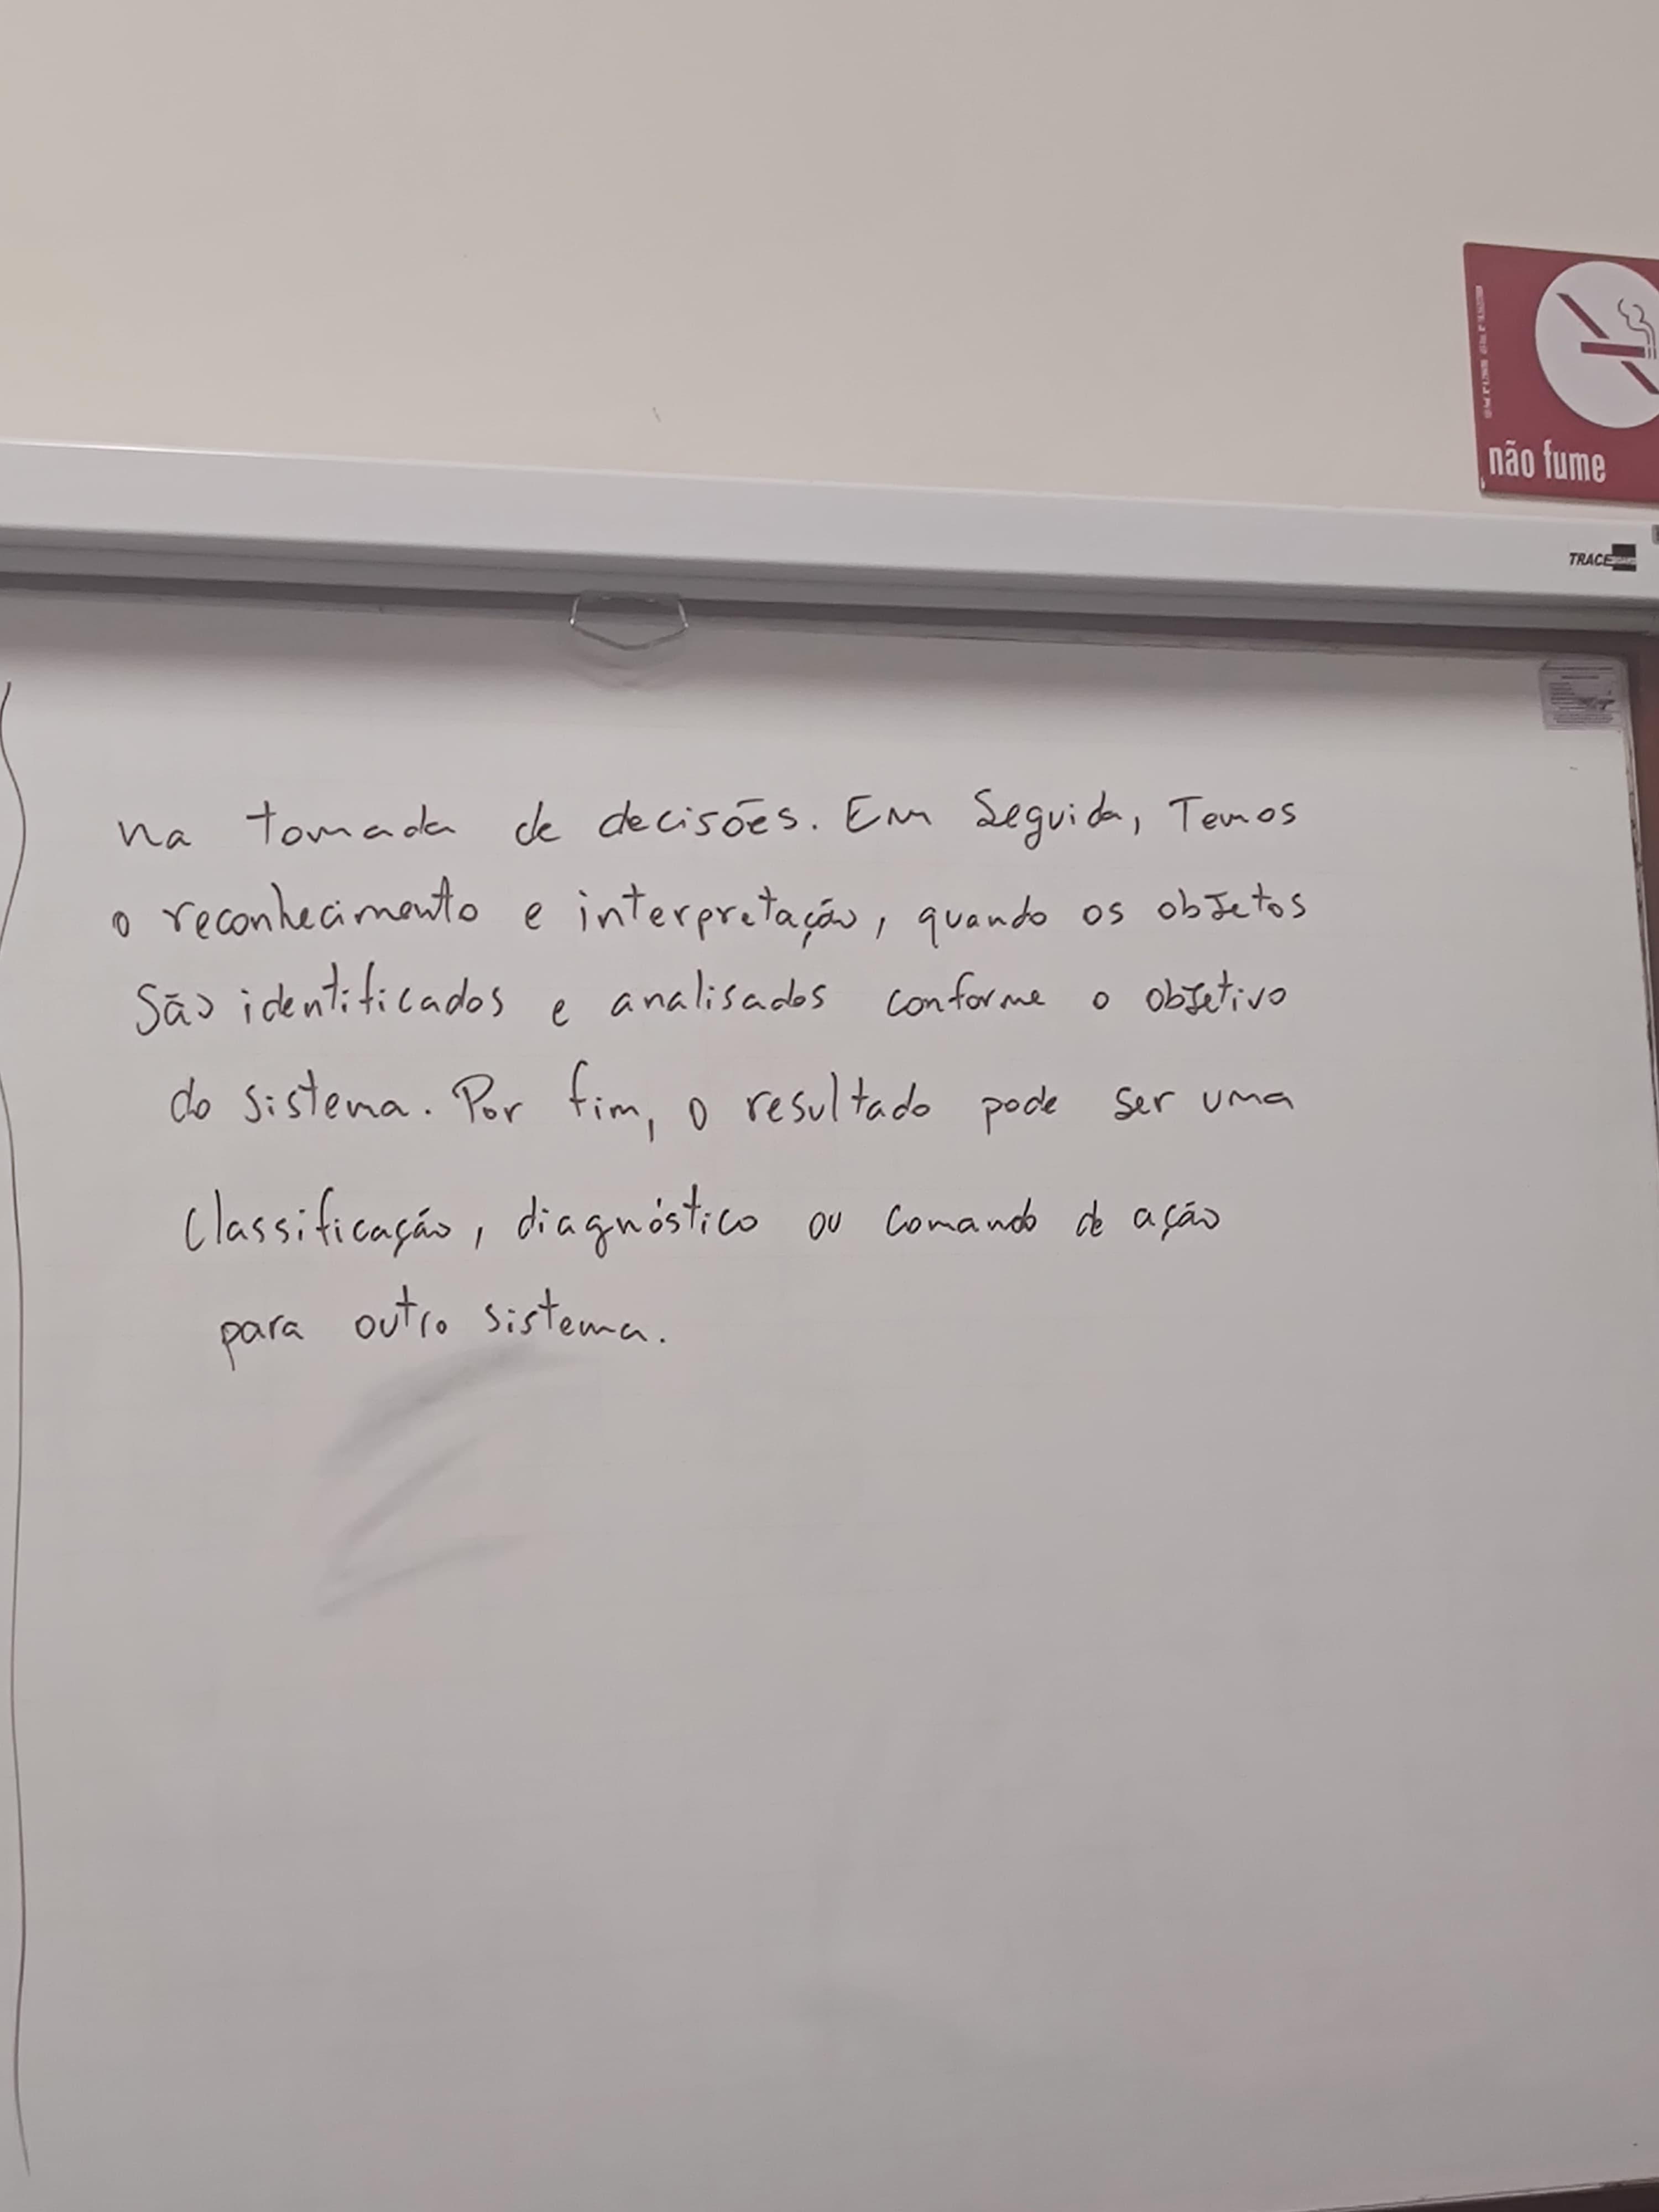 não fume
TRACE
na tomada de decisões. Em Seguida, Temos
o reconhecimento e interpretação, quando os objetos
São identificados e analisados conforme o objetivo
do sistema. Por fim, o resultado pode ser uma
Classificação, diagnóstico ou comando de ação
para outro sistema.